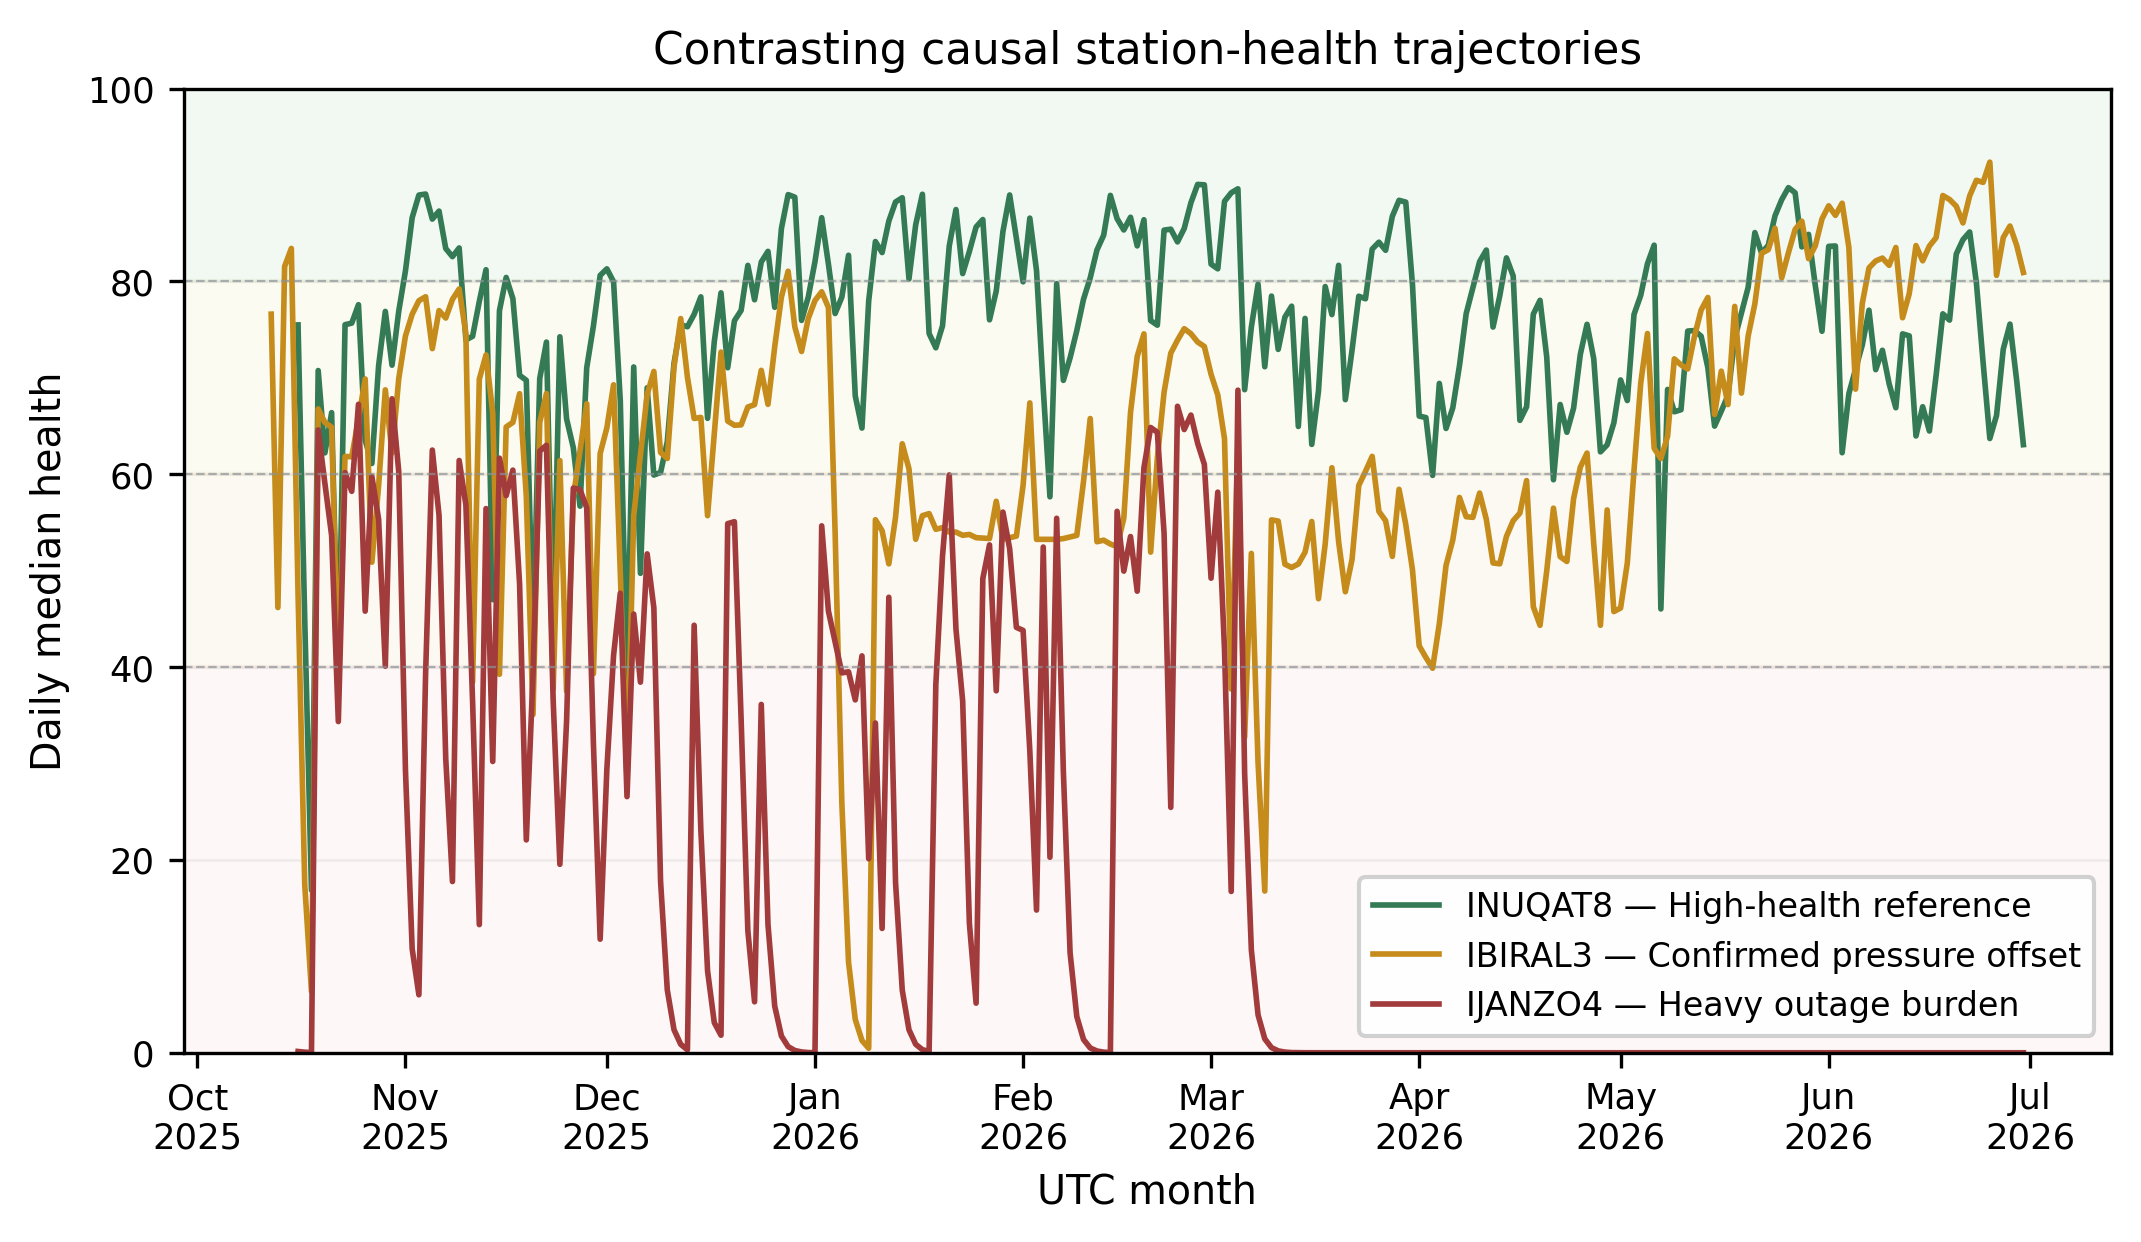 Contrasting causal station-health trajectories
Daily median health
100
80
60
40
20
0
INUQAT8 — High-health reference
IBIRAL3 — Confirmed pressure offset
IJANZO4 — Heavy outage burden
Oct Nov Dec Jan Feb Mar Apr May Jun Jul
2025 2025 2025 2026 2026 2026 2026 2026 2026 2026
UTC month